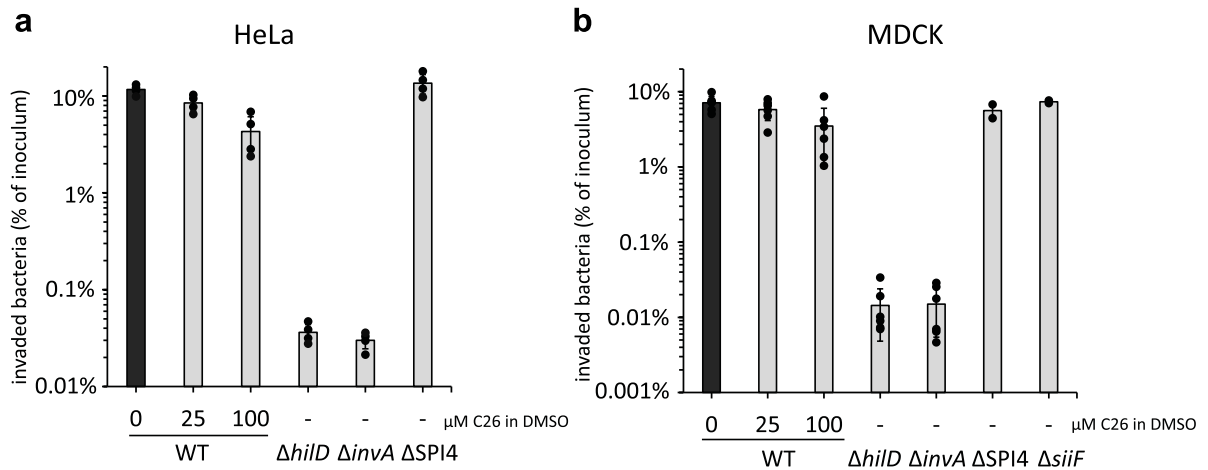 a
HeLa
invaded bacteria (% of inoculum)
10%
1%
0.1%
0.01%
0 25 100 - - - μM C26 in DMSO
WT ΔhilD ΔinvA ΔSPI4
b
MDCK
invaded bacteria (% of inoculum)
10%
1%
0.1%
0.01%
0.001%
0 25 100 - - - - μM C26 in DMSO
WT ΔhilD ΔinvA ΔSPI4 ΔsiiF